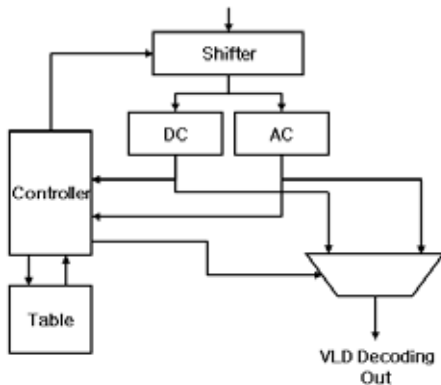 Shifter
DC
AC
Controller
Table
VLD Decoding
Out